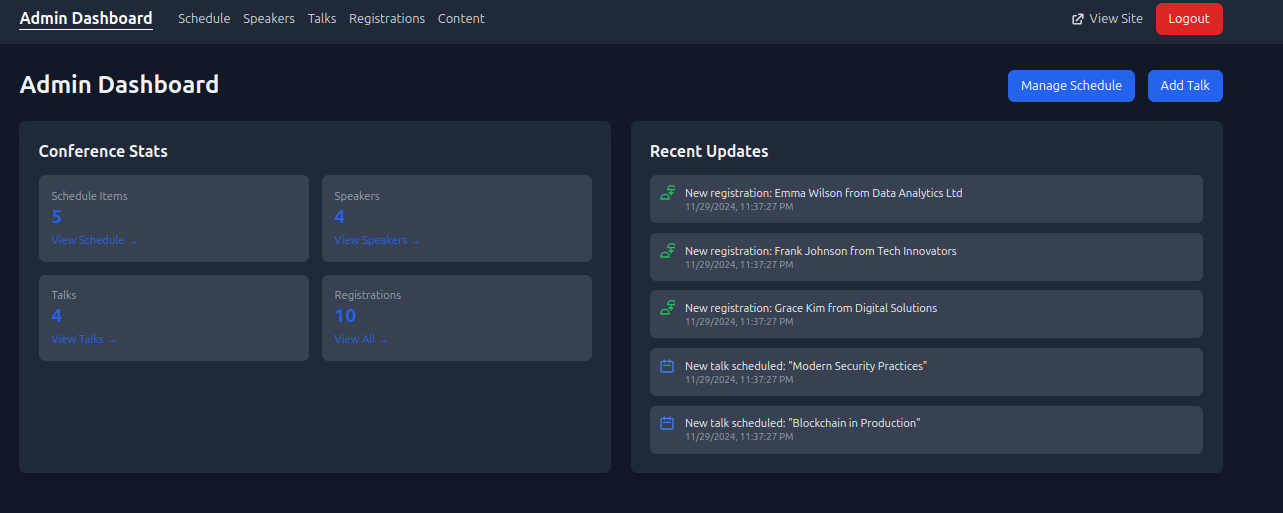 Admin Dashboard Schedule Speakers Talks Registrations Content View Site Logout
Admin Dashboard
Manage Schedule Add Talk
Conference Stats
Schedule Items
5
View Schedule →
Speakers
4
View Speakers →
Talks
4
View Talks →
Registrations
10
View All →
Recent Updates
New registration: Emma Wilson from Data Analytics Ltd
11/29/2024, 11:37:27 PM
New registration: Frank Johnson from Tech Innovators
11/29/2024, 11:37:27 PM
New registration: Grace Kim from Digital Solutions
11/29/2024, 11:37:27 PM
New talk scheduled: "Modern Security Practices"
11/29/2024, 11:37:27 PM
New talk scheduled: "Blockchain in Production"
11/29/2024, 11:37:27 PM